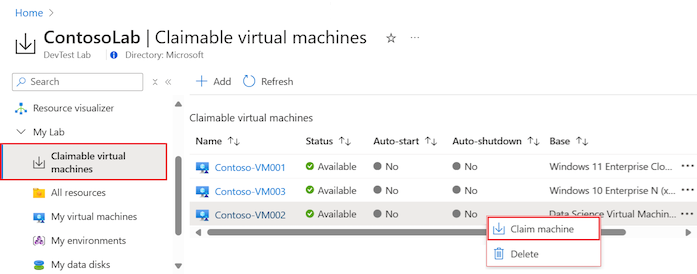 Home >
ContosoLab | Claimable virtual machines
DevTest Lab Directory: Microsoft
Search
Add Refresh
Resource visualizer
My Lab
Claimable virtual
machines
All resources
My virtual machines
My environments
My data disks
Claimable virtual machines
Name Status Auto-start Auto-shutdown Base
Contoso-VM001 Available No No Windows 11 Enterprise Clo...
Contoso-VM003 Available No No Windows 10 Enterprise N (x...
Contoso-VM002 Available No No Data Science Virtual Machin...
Claim machine
Delete